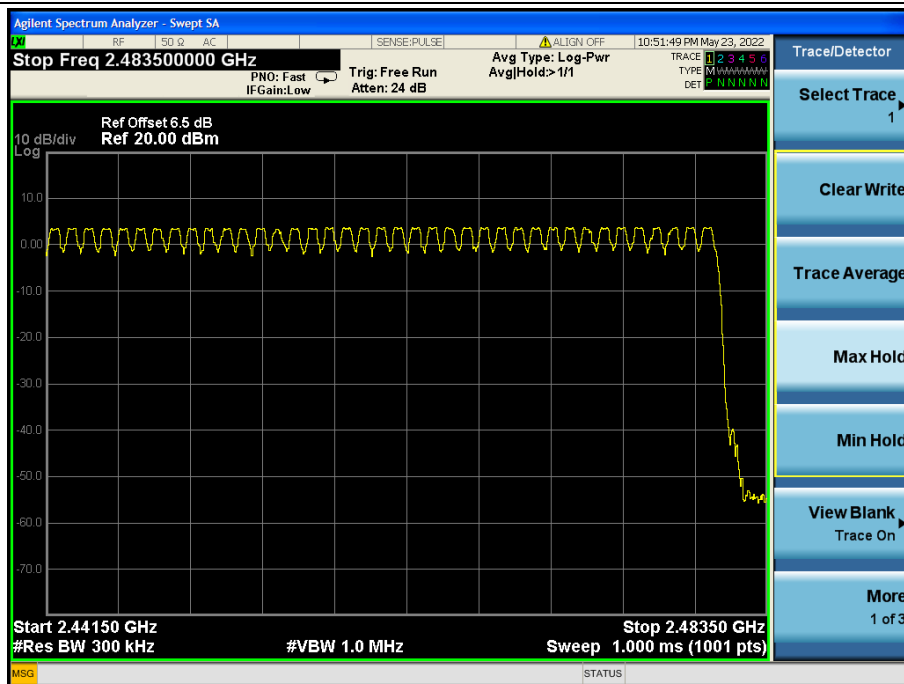 Agilent Spectrum Analyzer - Swept SA
LXI RF 50 Ω AC SENSE:PULSE ALIGN OFF 10:51:49 PM May 23, 2022
Stop Freq 2.483500000 GHz
PNO: Fast
IFGain:Low
Trig: Free Run
Atten: 24 dB
Avg Type: Log-Pwr
Avg|Hold:>1/1
TRACE 1 2 3 4 5 6
TYPE M WWWWW
DET P N N N N N
Ref Offset 6.5 dB
10 dB/div Ref 20.00 dBm
Log
10.0
0.00
-10.0
-20.0
-30.0
-40.0
-50.0
-60.0
-70.0
Start 2.44150 GHz Stop 2.48350 GHz
#Res BW 300 kHz #VBW 1.0 MHz Sweep 1.000 ms (1001 pts)
MSG STATUS
Trace/Detector
Select Trace
1
Clear Write
Trace Average
Max Hold
Min Hold
View Blank
Trace On
More
1 of 3